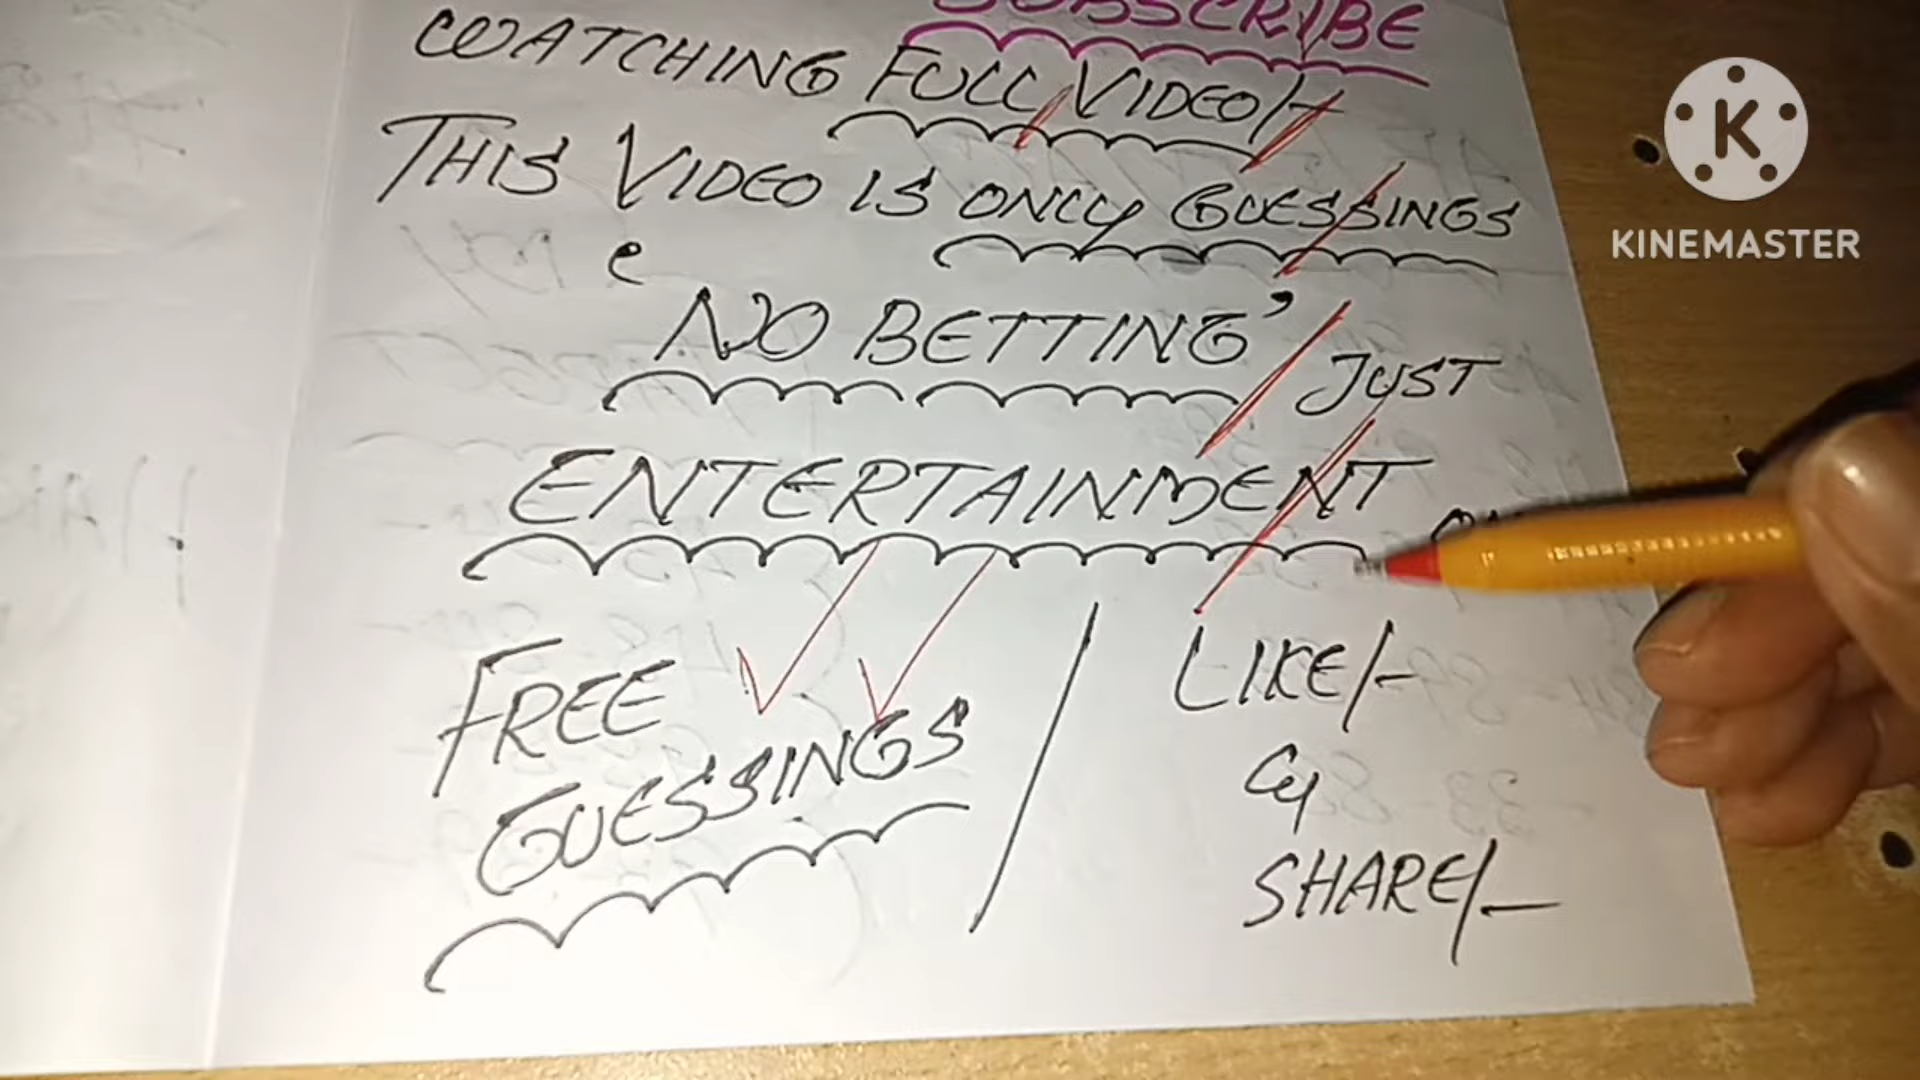 SUBSCRIBE
WATCHING FULL VIDEO/-
THIS VIDEO IS ONLY GUESSINGS
'NO BETTING' JUST
ENTERTAINMENT
FREE
GUESSINGS
LIKE/-
&
SHARE/-
K
KINEMASTER